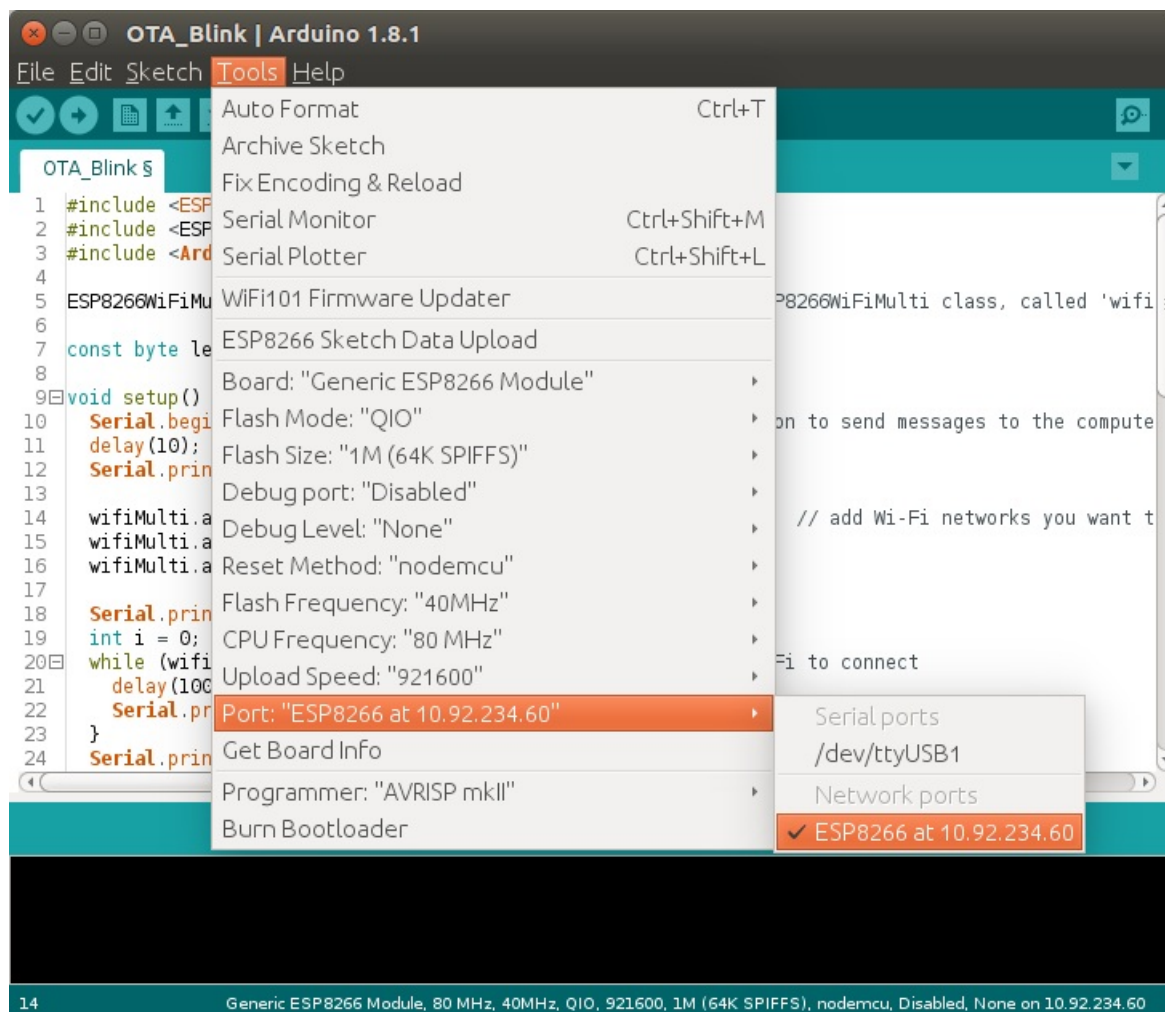 OTA_Blink | Arduino 1.8.1
File Edit Sketch Tools Help
Auto Format Ctrl+T
Archive Sketch
Fix Encoding & Reload
Serial Monitor Ctrl+Shift+M
Serial Plotter Ctrl+Shift+L
WiFi101 Firmware Updater
ESP8266 Sketch Data Upload
Board: "Generic ESP8266 Module"
Flash Mode: "QIO"
Flash Size: "1M (64K SPIFFS)"
Debug port: "Disabled"
Debug Level: "None"
Reset Method: "nodemcu"
Flash Frequency: "40MHz"
CPU Frequency: "80 MHz"
Upload Speed: "921600"
Port: "ESP8266 at 10.92.234.60"
Get Board Info
Programmer: "AVRISP mkII"
Burn Bootloader
Serial ports
/dev/ttyUSB1
Network ports
✓ ESP8266 at 10.92.234.60
OTA_Blink §
1 #include <ESP
2 #include <ESP
3 #include <Ard
4
5 ESP8266WiFiMu P8266WiFiMulti class, called 'wifi
6
7 const byte le
8
9 void setup()
10 Serial.begi on to send messages to the compute
11 delay(10);
12 Serial.prin
13
14 wifiMulti.a // add Wi-Fi networks you want t
15 wifiMulti.a
16 wifiMulti.a
17
18 Serial.prin
19 int i = 0;
20 while (wifi Fi to connect
21 delay(100
22 Serial.pr
23 }
24 Serial.prin
14 Generic ESP8266 Module, 80 MHz, 40MHz, QIO, 921600, 1M (64K SPIFFS), nodemcu, Disabled, None on 10.92.234.60